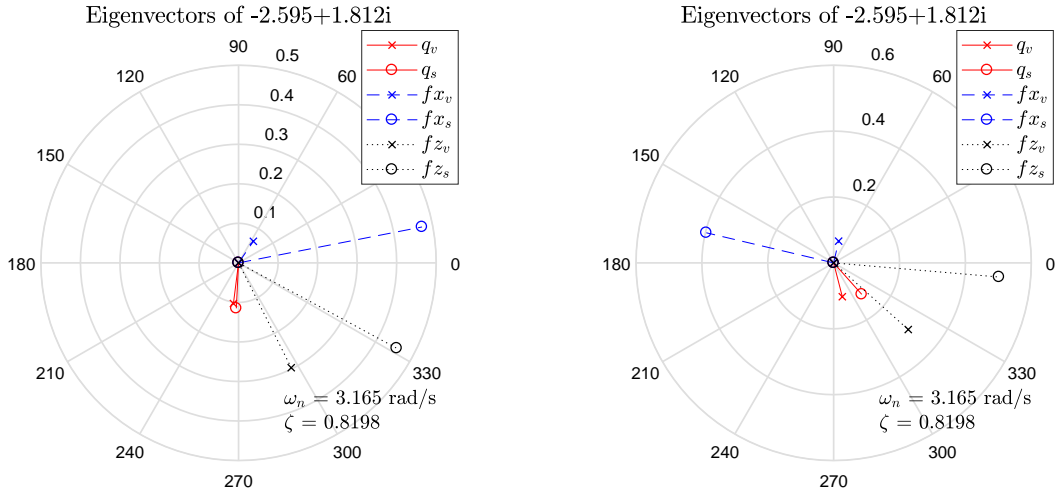 Eigenvectors of -2.595+1.812i
90
0.5
120
60
0.4
0.3
150
0.2
0.1
180
0
210
330
240
300
270
q_v
q_s
fx_v
fx_s
fz_v
fz_s
ω_n = 3.165 rad/s
ζ = 0.8198
Eigenvectors of -2.595+1.812i
90
0.6
120
60
0.4
150
0.2
180
0
210
330
240
300
270
q_v
q_s
fx_v
fx_s
fz_v
fz_s
ω_n = 3.165 rad/s
ζ = 0.8198